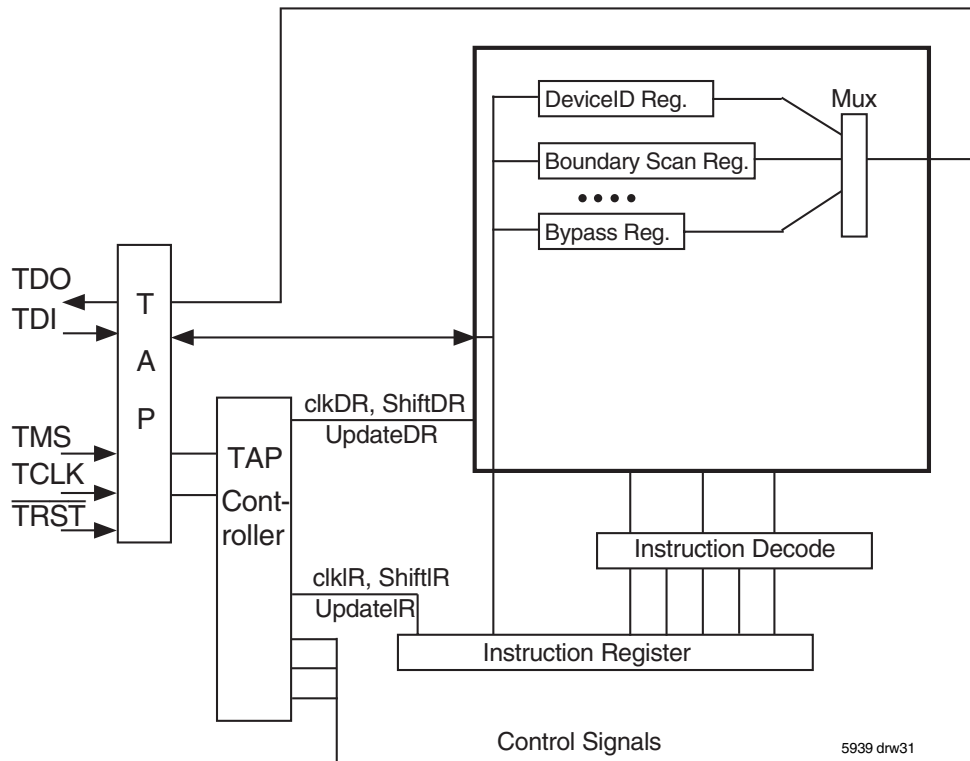 DeviceID Reg.
Mux
Boundary Scan Reg.
Bypass Reg.
TDO
TDI
T
A
P
TMS
TCLK
TRST
TAP
Cont-
roller
clkDR, ShiftDR
UpdateDR
Instruction Decode
clkIR, ShiftIR
UpdateIR
Instruction Register
Control Signals
5939 drw31